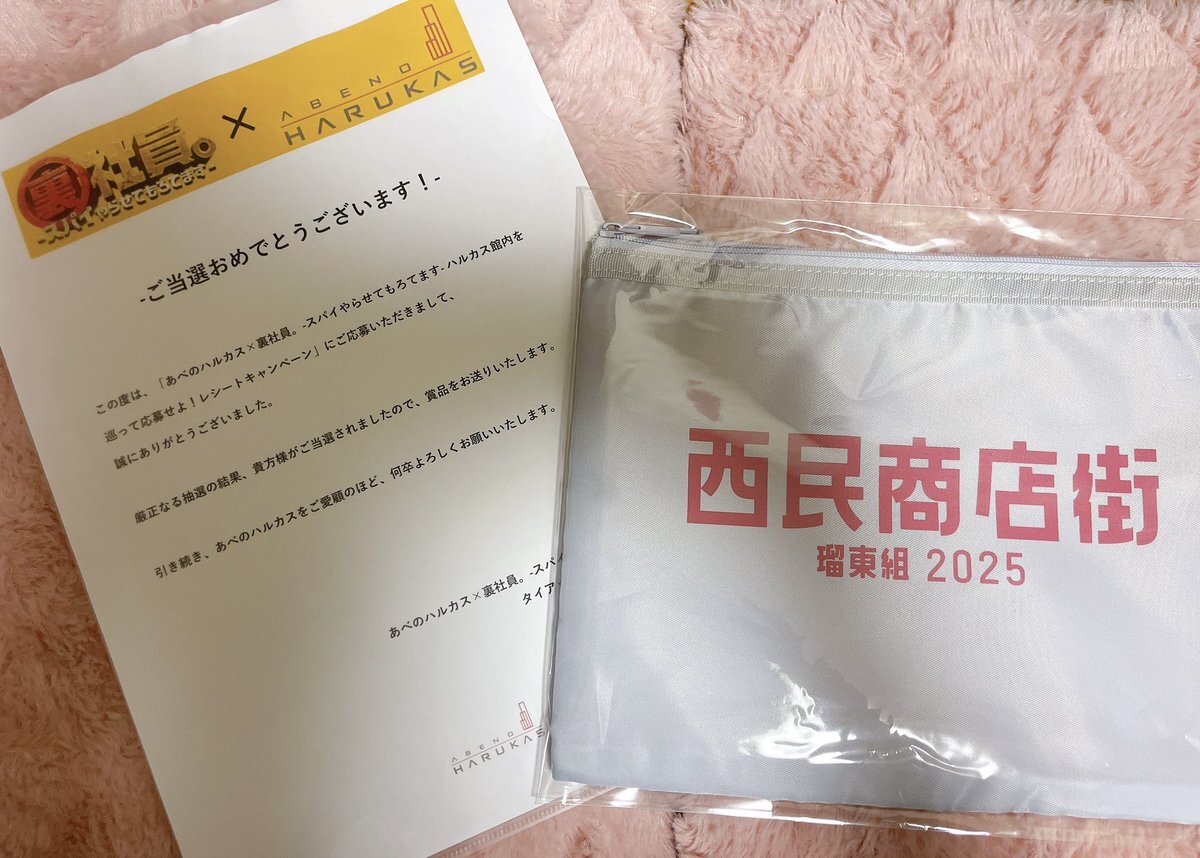 裏社員。
-スパイやらせてもろてます-
×
ABENO
HARUKAS
-ご当選おめでとうございます！-
この度は、「あべのハルカス×裏社員。-スパイやらせてもろてます- ハルカス館内を
巡って応募せよ！レシートキャンペーン」にご応募いただきまして、
誠にありがとうございました。
厳正なる抽選の結果、貴方様がご当選されましたので、賞品をお送りいたします。
引き続き、あべのハルカスをご愛顧のほど、何卒よろしくお願いいたします。
あべのハルカス×裏社員。-スパ
タイア
ABENO
HARUKAS
西民商店街
瑠東組 2025